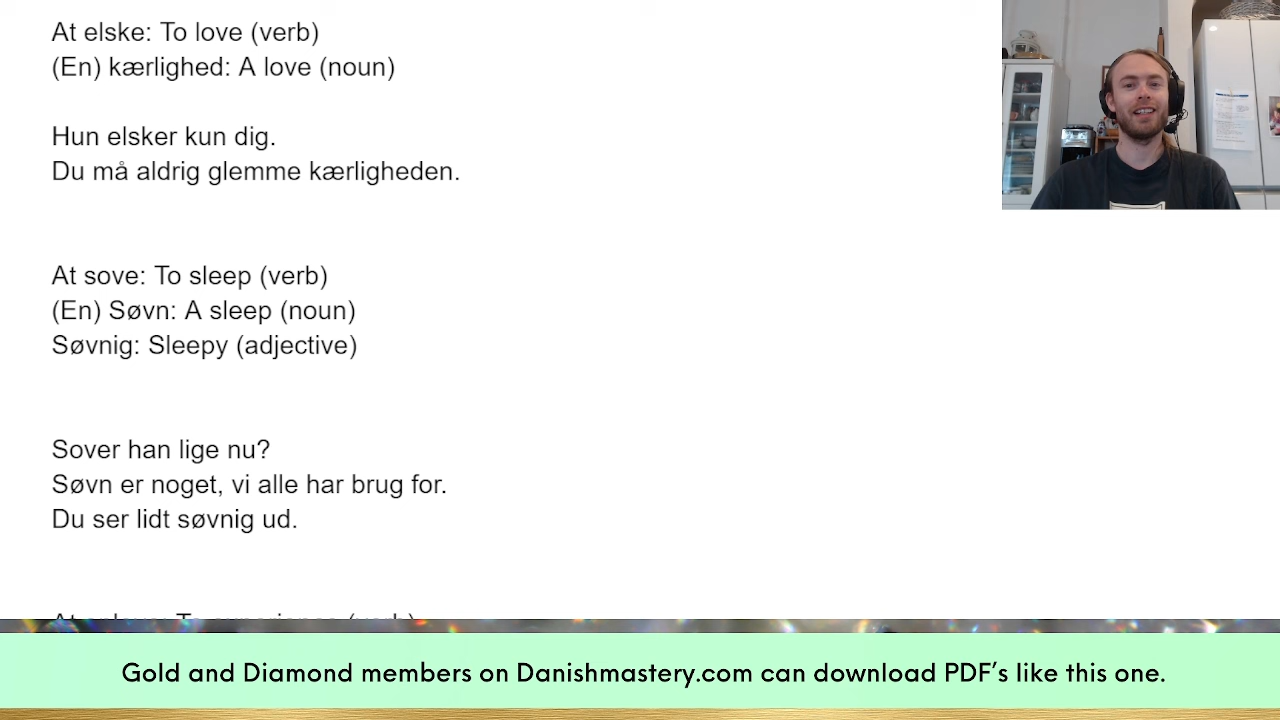 At elske: To love (verb)
(En) kærlighed: A love (noun)
Hun elsker kun dig.
Du må aldrig glemme kærligheden.
At sove: To sleep (verb)
(En) Søvn: A sleep (noun)
Søvnig: Sleepy (adjective)
Sover han lige nu?
Søvn er noget, vi alle har brug for.
Du ser lidt søvnig ud.
Gold and Diamond members on Danishmastery.com can download PDF’s like this one.